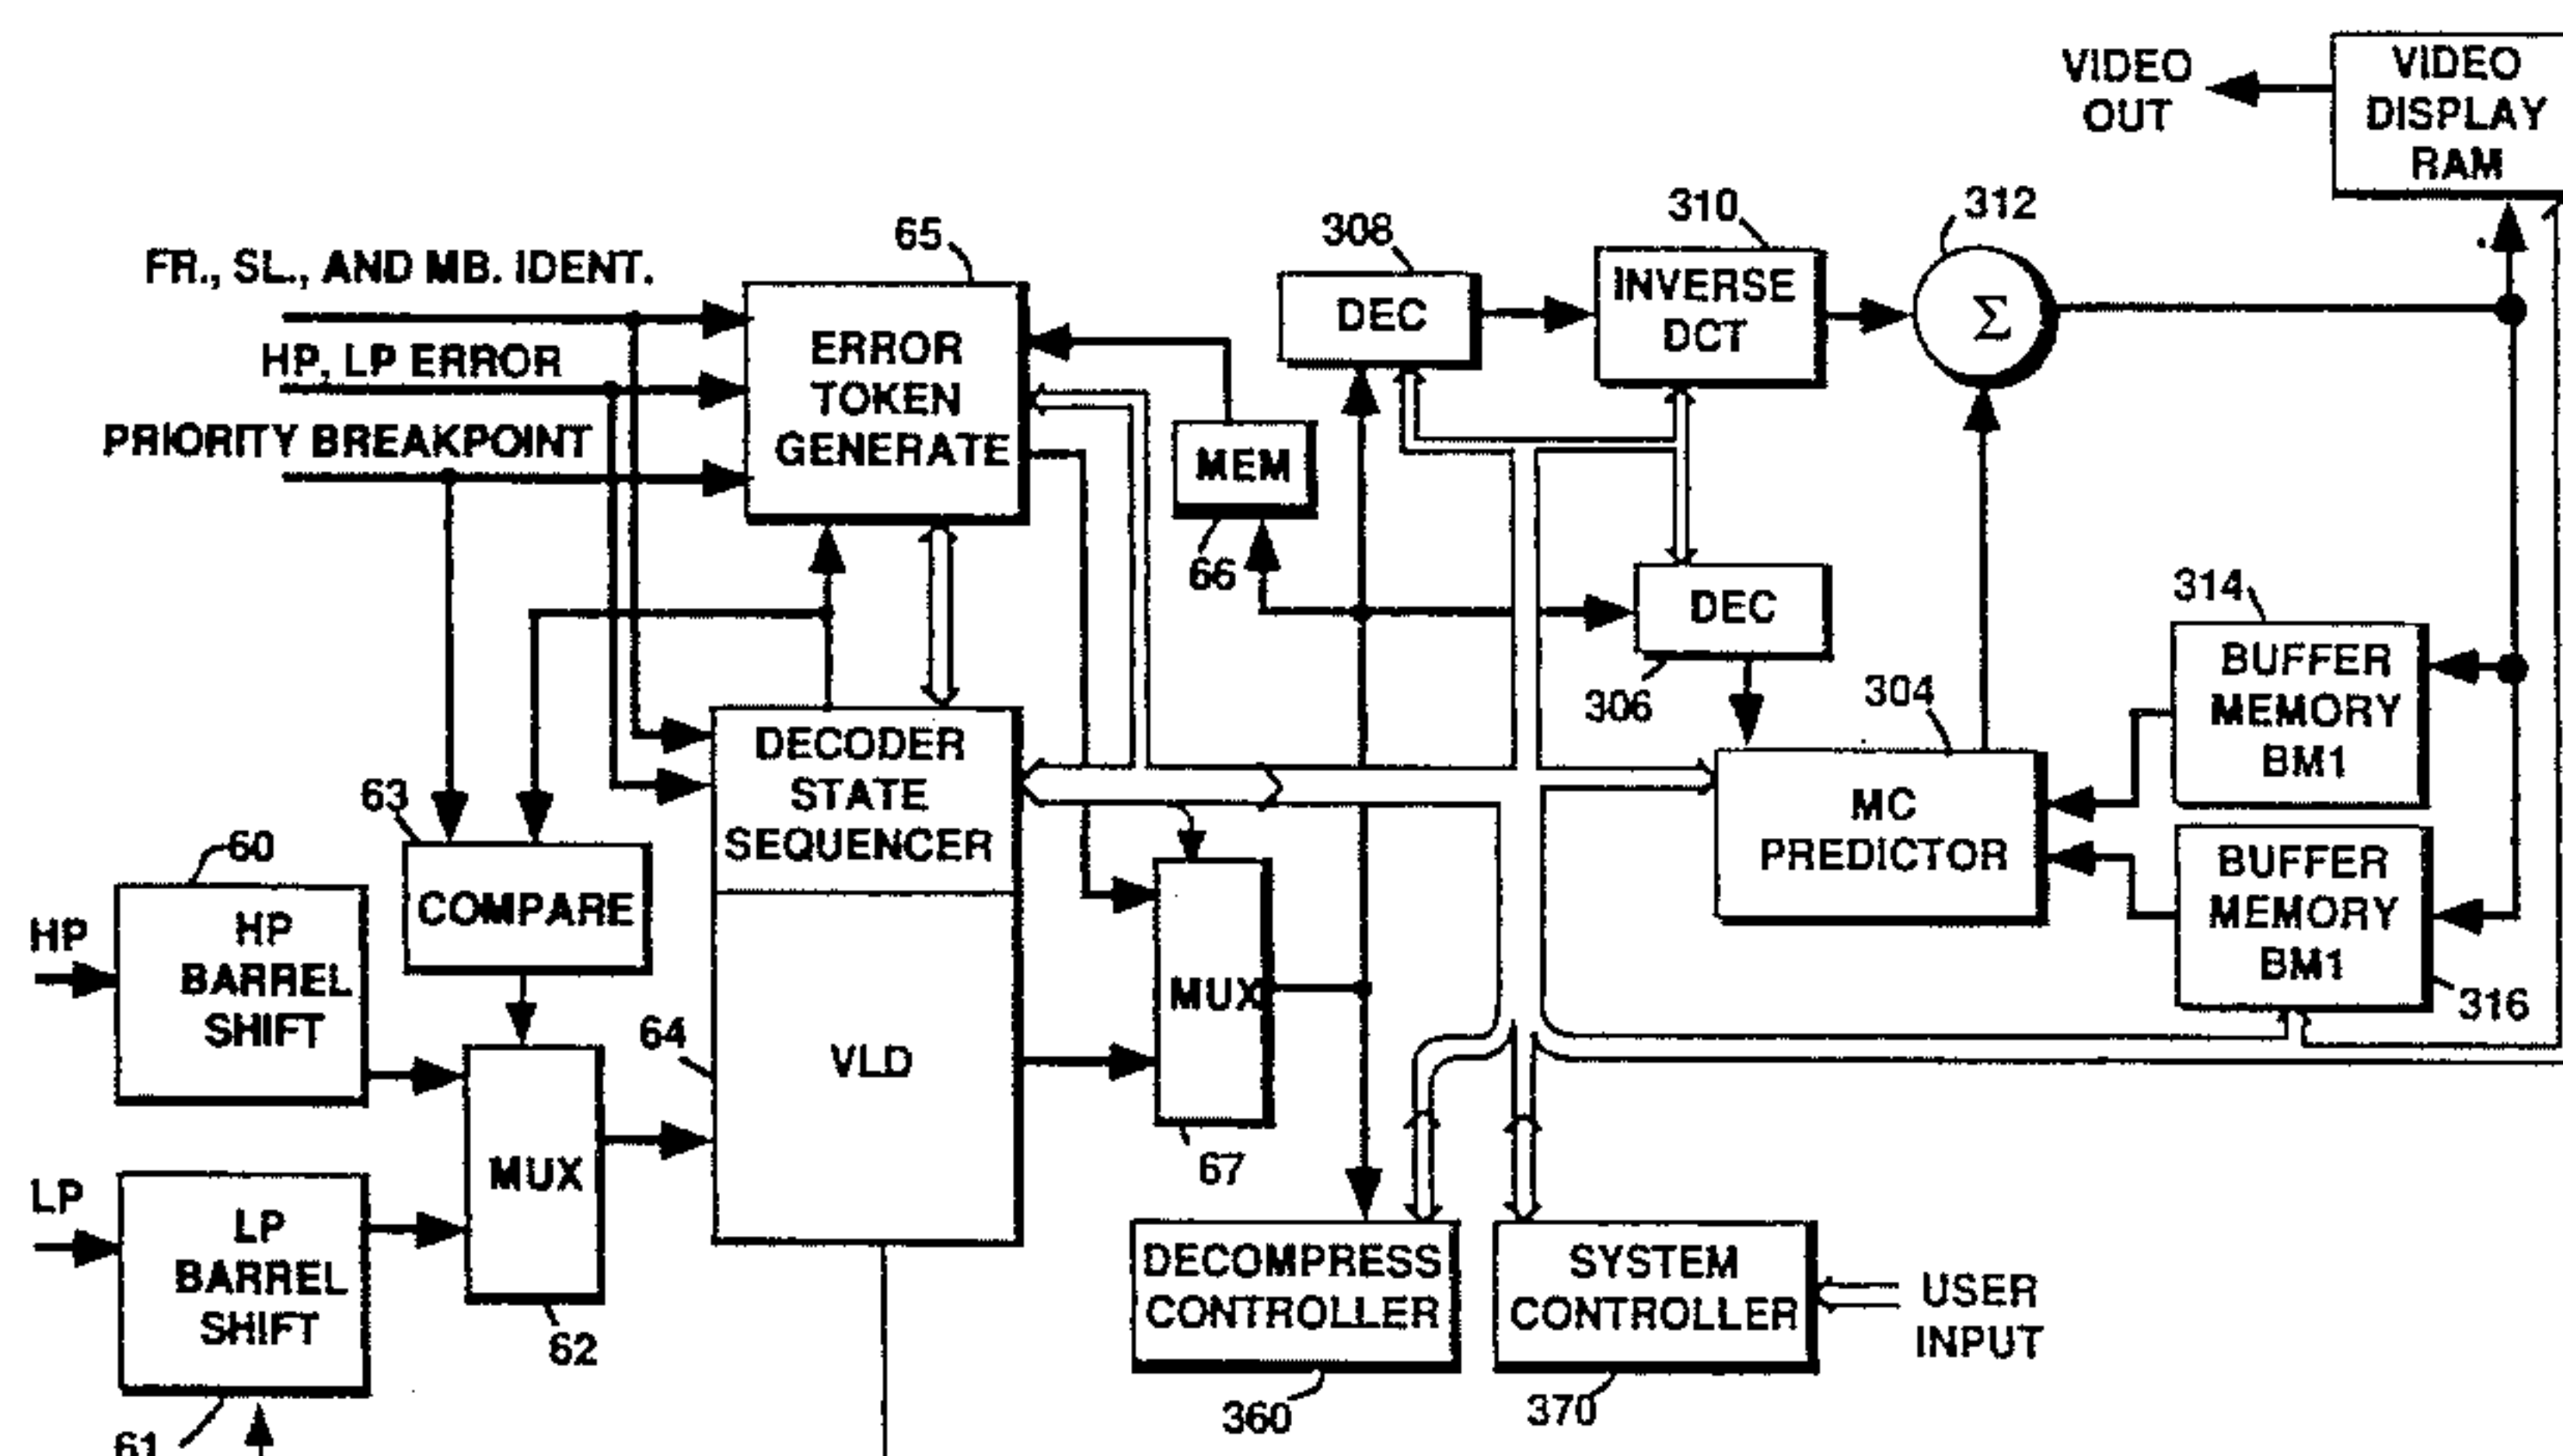 VIDEO
OUT
VIDEO
DISPLAY
RAM
FR., SL., AND MB. IDENT.
HP, LP ERROR
PRIORITY BREAKPOINT
65
ERROR
TOKEN
GENERATE
308
DEC
310
INVERSE
DCT
312
Σ
MEM
66
DEC
306
304
MC
PREDICTOR
314
BUFFER
MEMORY
BM1
BUFFER
MEMORY
BM1
316
DECODER
STATE
SEQUENCER
VLD
64
63
COMPARE
60
HP
HP
BARREL
SHIFT
LP
LP
BARREL
SHIFT
61
MUX
62
MUX
67
DECOMPRESS
CONTROLLER
360
SYSTEM
CONTROLLER
370
USER
INPUT